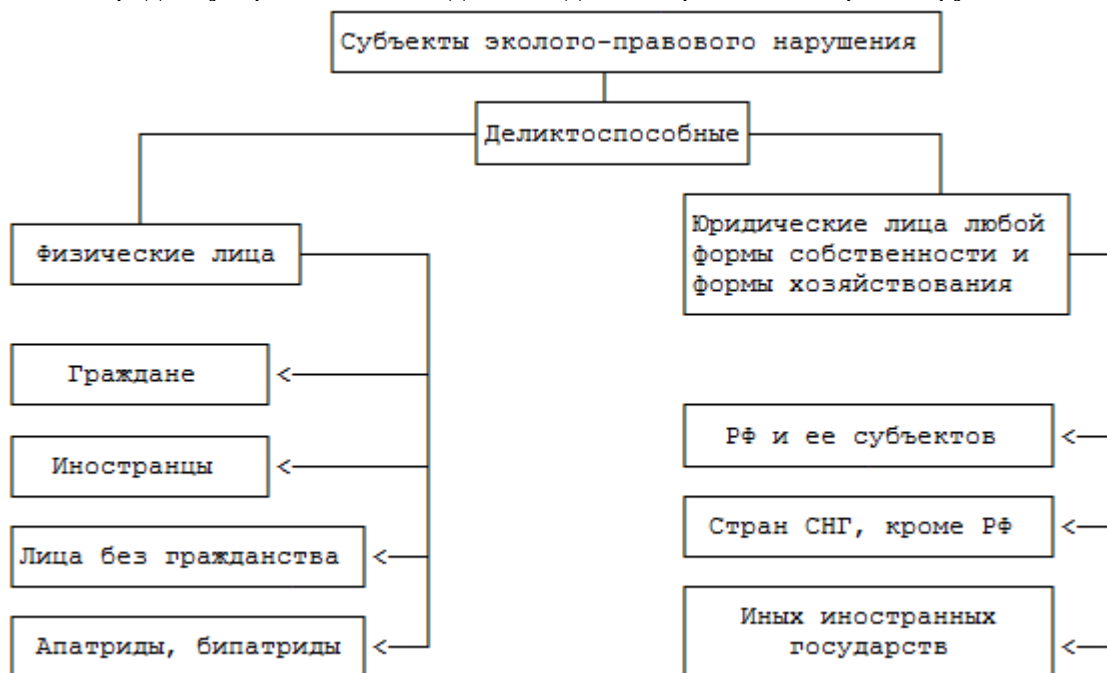 Субъекты эколого-правового нарушения
Деликтоспособные
Физические лица
Юридические лица любой
формы собственности и
формы хозяйствования
Граждане
Иностранцы
Лица без гражданства
Апатриды, бипатриды
РФ и ее субъектов
Стран СНГ, кроме РФ
Иных иностранных
государств